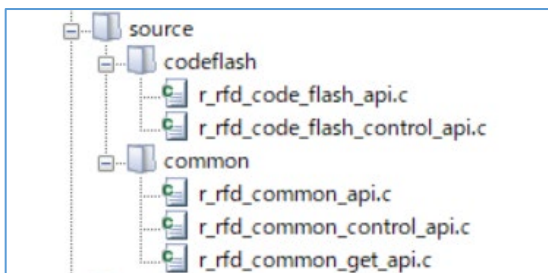 source
codeflash
r_rfd_code_flash_api.c
r_rfd_code_flash_control_api.c
common
r_rfd_common_api.c
r_rfd_common_control_api.c
r_rfd_common_get_api.c